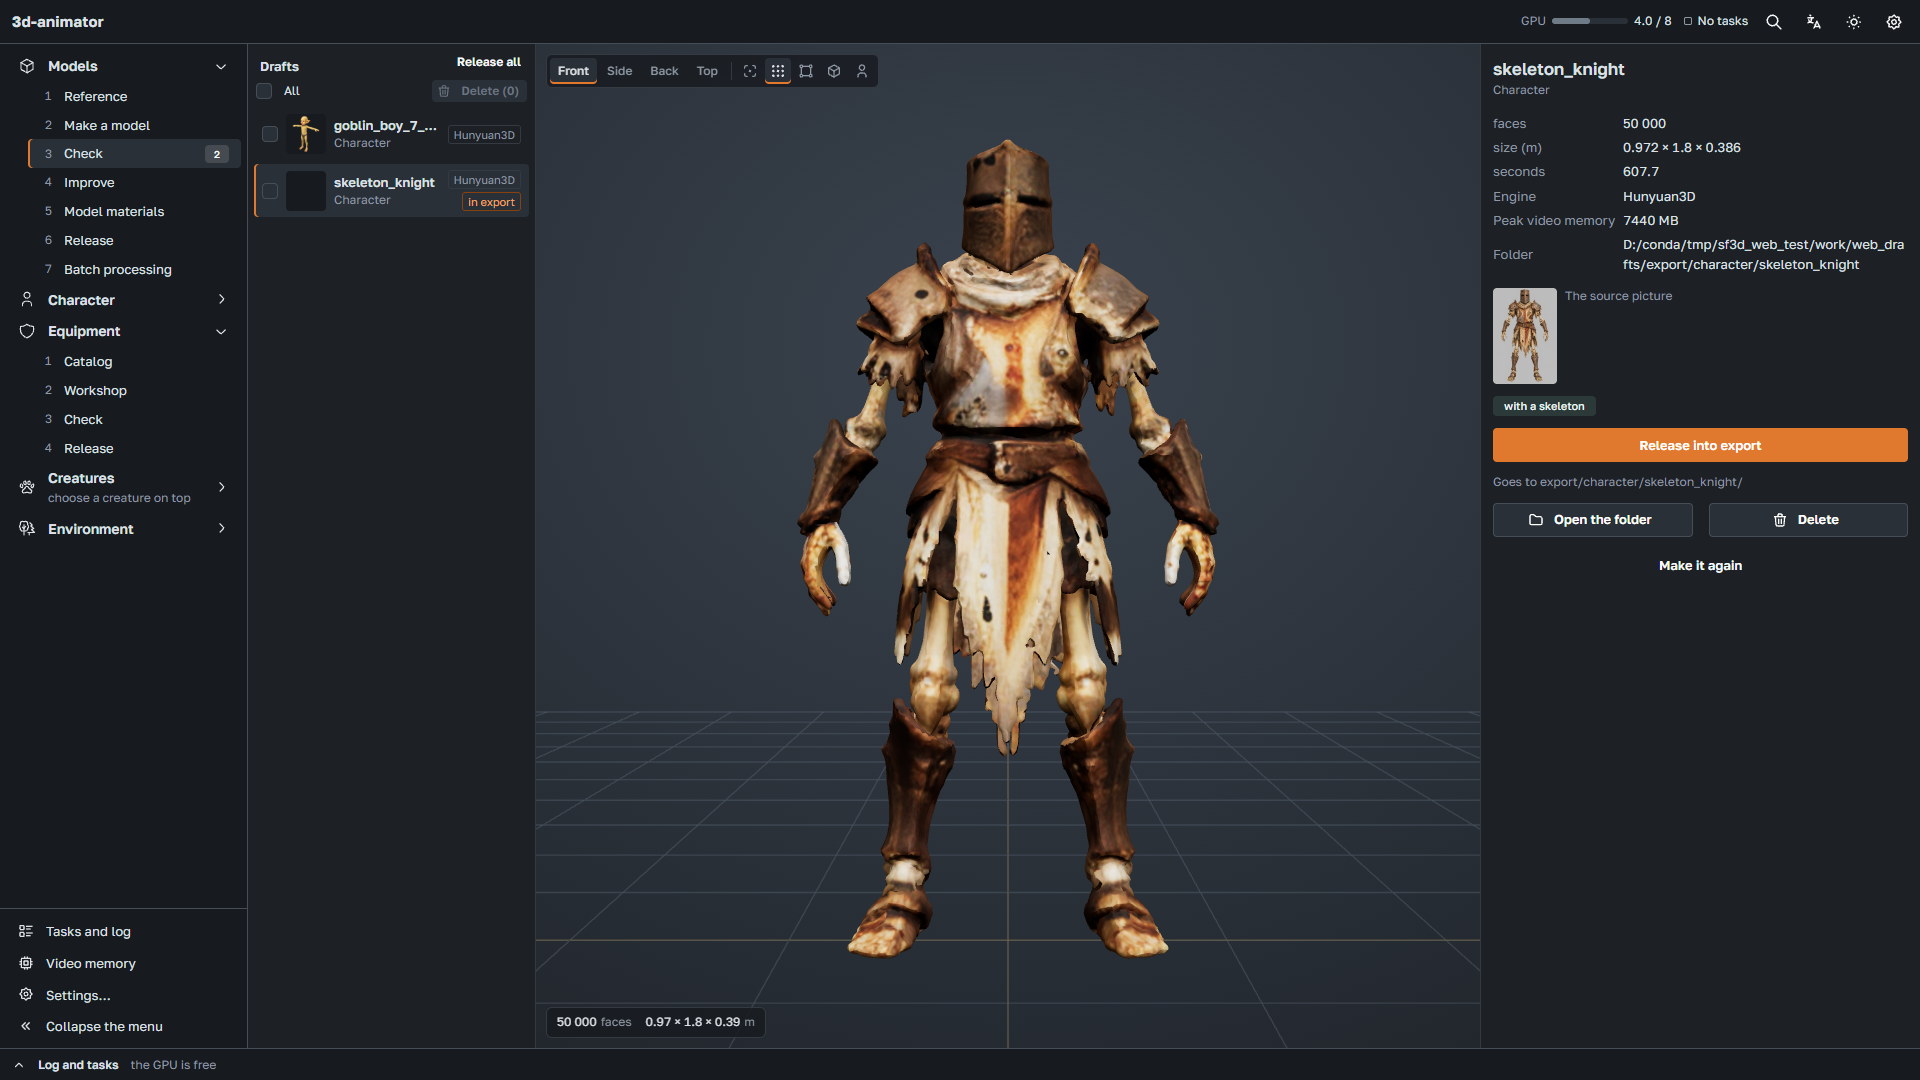 3d-animator
GPU 4.0 / 8 No tasks
Models
1 Reference
2 Make a model
3 Check 2
4 Improve
5 Model materials
6 Release
7 Batch processing
Character
Equipment
1 Catalog
2 Workshop
3 Check
4 Release
Creatures
choose a creature on top
Environment
Tasks and log
Video memory
Settings...
Collapse the menu
Drafts Release all
All Delete (0)
goblin_boy_7_... Hunyuan3D
Character
skeleton_knight Hunyuan3D
Character in export
Front Side Back Top
50 000 faces 0.97 × 1.8 × 0.39 m
skeleton_knight
Character
faces 50 000
size (m) 0.972 × 1.8 × 0.386
seconds 607.7
Engine Hunyuan3D
Peak video memory 7440 MB
Folder D:/conda/tmp/sf3d_web_test/work/web_dra
fts/export/character/skeleton_knight
The source picture
with a skeleton
Release into export
Goes to export/character/skeleton_knight/
Open the folder Delete
Make it again
Log and tasks the GPU is free